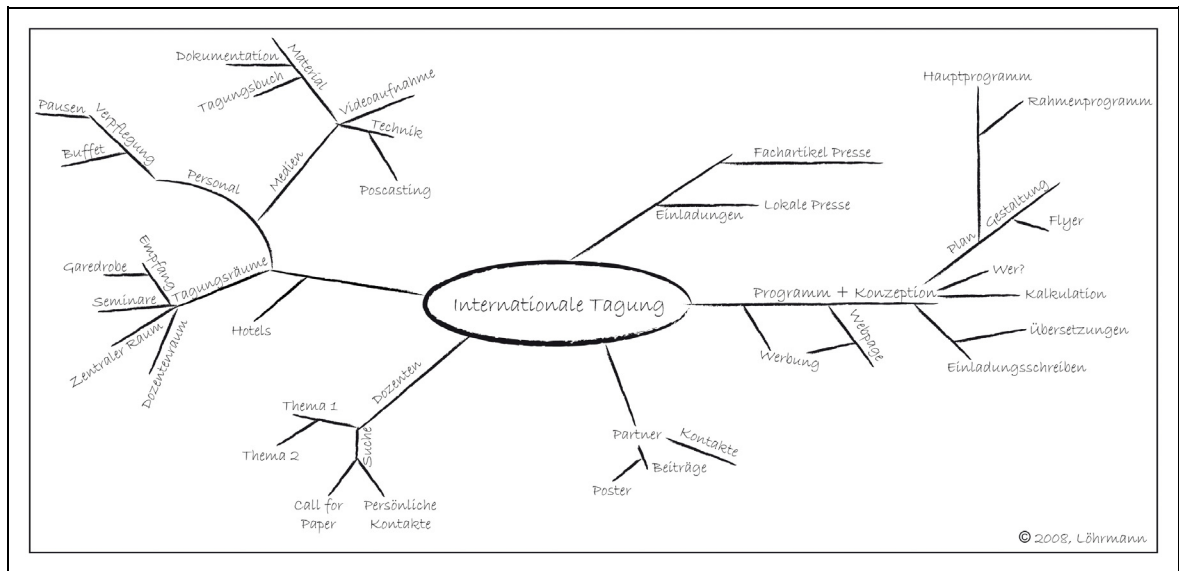 Dokumentation
Material
Tagungsbuch
Videoaufnahme
Technik
Poscasting
Medien
Pausen
Verpflegung
Buffet
Personal
Empfang
Garedrobe
Seminare
Tagungsräume
Zentraler Raum
Dozentenraum
Hotels
Internationale Tagung
Fachartikel Presse
Einladungen
Lokale Presse
Hauptprogramm
Rahmenprogramm
Plan
Gestaltung
Flyer
Wer?
Programm + Konzeption
Kalkulation
Werbung
Webpage
Übersetzungen
Einladungsschreiben
Dozenten
Thema 1
Thema 2
Suche
Call for
Paper
Persönliche
Kontakte
Partner
Kontakte
Beiträge
Poster
© 2008, Löhrmann